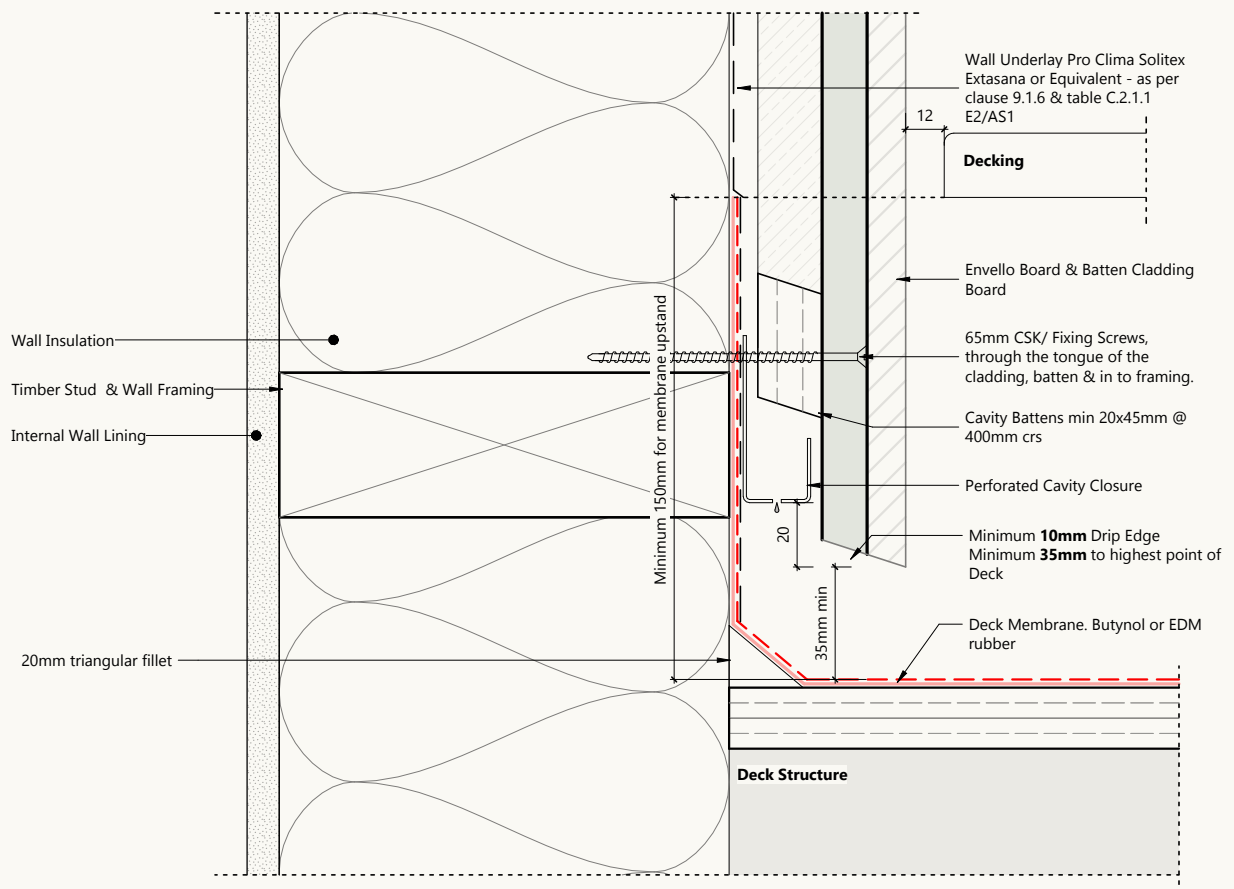 Wall Underlay Pro Clima Solitex
Extasana or Equivalent - as per
clause 9.1.6 & table C.2.1.1
E2/AS1
12
Decking
Envello Board & Batten Cladding
Board
Wall Insulation
65mm CSK/ Fixing Screws,
through the tongue of the
cladding, batten & in to framing.
Timber Stud & Wall Framing
Internal Wall Lining
Minimum 150mm for membrane upstand
Cavity Battens min 20x45mm @
400mm crs
Perforated Cavity Closure
20
Minimum 10mm Drip Edge
Minimum 35mm to highest point of
Deck
35mm min
Deck Membrane. Butynol or EDM
rubber
20mm triangular fillet
Deck Structure